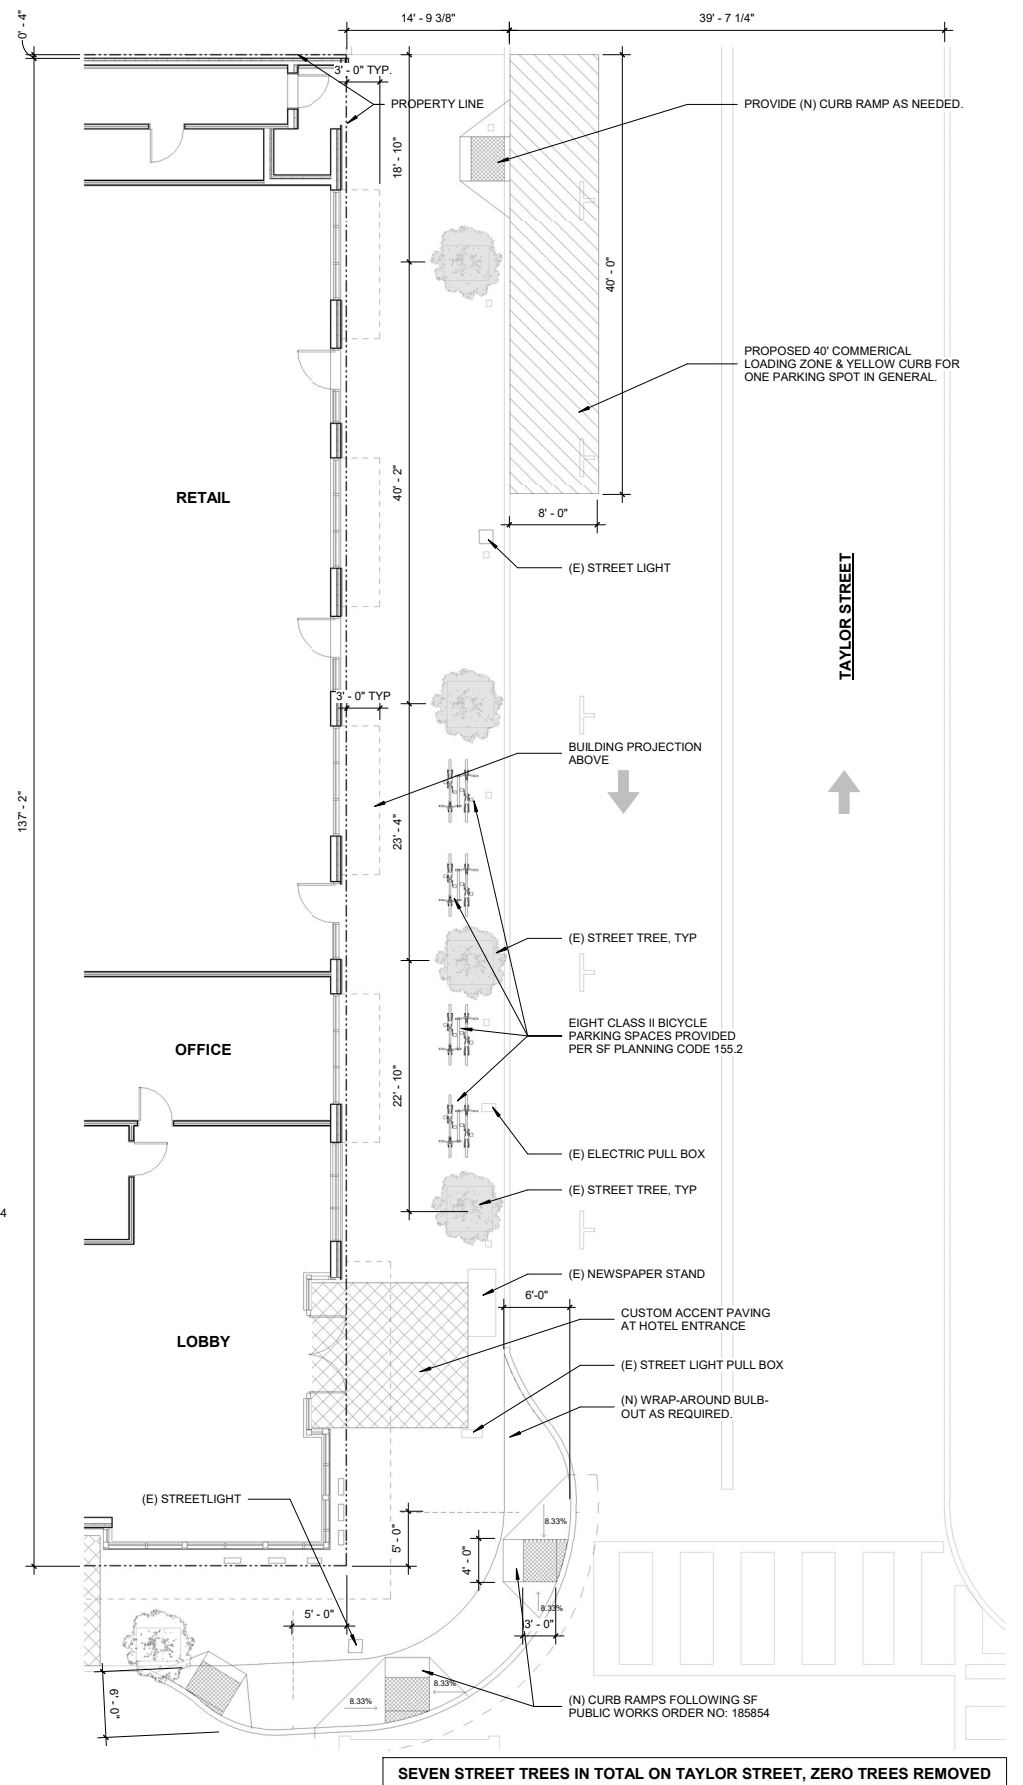 0' - 4"
14' - 9 3/8"
39' - 7 1/4"
3' - 0" TYP.
PROPERTY LINE
PROVIDE (N) CURB RAMP AS NEEDED.
18' - 10"
40' - 0"
PROPOSED 40' COMMERICAL
LOADING ZONE & YELLOW CURB FOR
ONE PARKING SPOT IN GENERAL.
RETAIL
40' - 2"
8' - 0"
(E) STREET LIGHT
TAYLOR STREET
3' - 0" TYP
BUILDING PROJECTION
ABOVE
137' - 2"
23' - 4"
(E) STREET TREE, TYP
OFFICE
EIGHT CLASS II BICYCLE
PARKING SPACES PROVIDED
PER SF PLANNING CODE 155.2
22' - 10"
(E) ELECTRIC PULL BOX
(E) STREET TREE, TYP
4
(E) NEWSPAPER STAND
6'-0"
CUSTOM ACCENT PAVING
AT HOTEL ENTRANCE
LOBBY
(E) STREET LIGHT PULL BOX
(N) WRAP-AROUND BULB-
OUT AS REQUIRED.
(E) STREETLIGHT
8.33%
5' - 0"
4' - 0"
8.33%
5' - 0"
3' - 0"
6' - 0"
8.33%
8.33%
(N) CURB RAMPS FOLLOWING SF
PUBLIC WORKS ORDER NO: 185854
SEVEN STREET TREES IN TOTAL ON TAYLOR STREET, ZERO TREES REMOVED